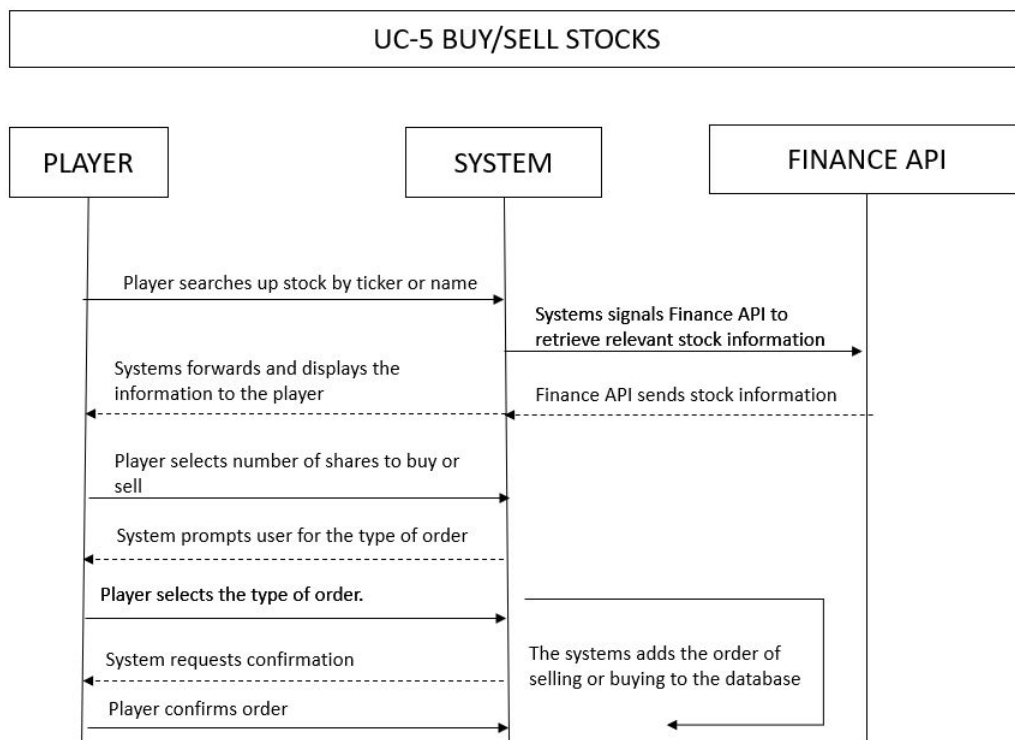 UC-5 BUY/SELL STOCKS
PLAYER
SYSTEM
FINANCE API
Player searches up stock by ticker or name
Systems signals Finance API to
retrieve relevant stock information
Systems forwards and displays the
information to the player
Finance API sends stock information
Player selects number of shares to buy or
sell
System prompts user for the type of order
Player selects the type of order.
The systems adds the order of
selling or buying to the database
System requests confirmation
Player confirms order